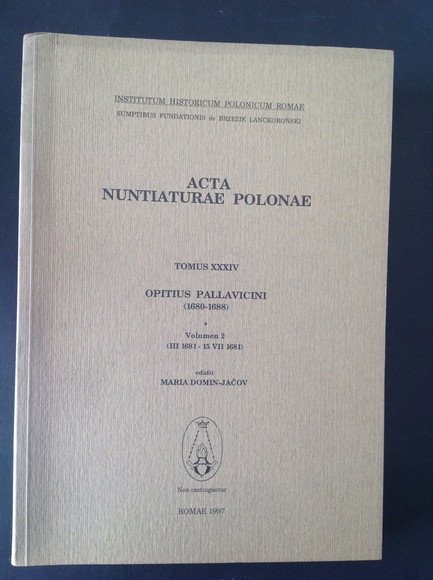 INSTITUTUM HISTORICUM POLONICUM ROMAE
SUMPTIBUS FUNDATIONIS de BRZEZIE LANCKOROŃSKI
ACTA
NUNTIATURAE POLONAE
TOMUS XXXIV
OPITIUS PALLAVICINI
(1680-1688)
*
Volumen 2
(III 1681 - 15 VII 1681)
edidit
MARIA DOMIN-JAČOV
Non exstinguetur
ROMAE 1997